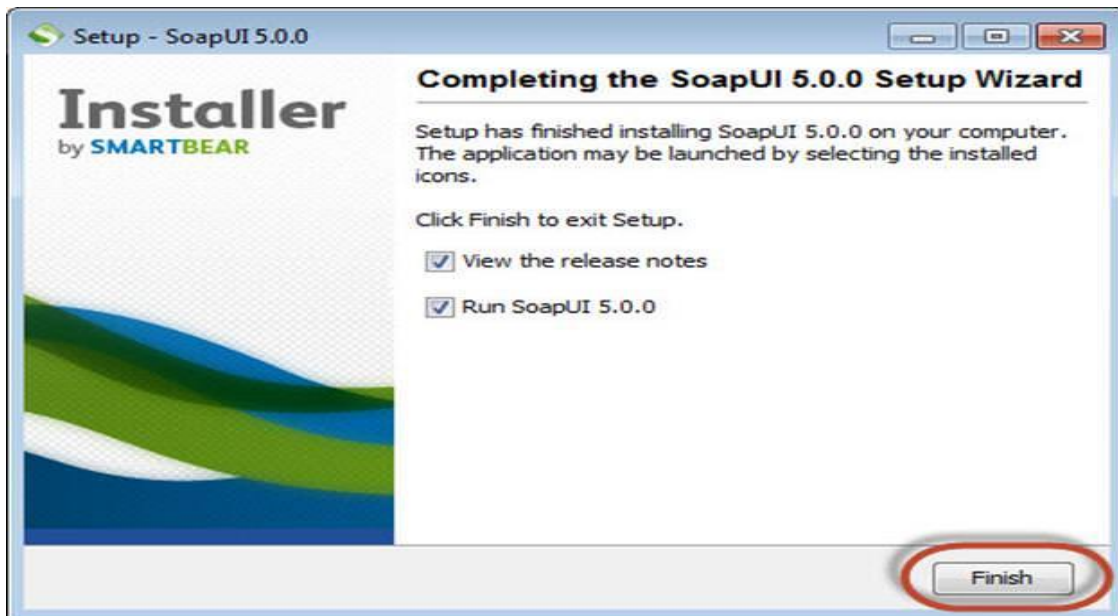 Setup - SoapUI 5.0.0
Installer
by SMARTBEAR
Completing the SoapUI 5.0.0 Setup Wizard
Setup has finished installing SoapUI 5.0.0 on your computer.
The application may be launched by selecting the installed
icons.
Click Finish to exit Setup.
View the release notes
Run SoapUI 5.0.0
Finish